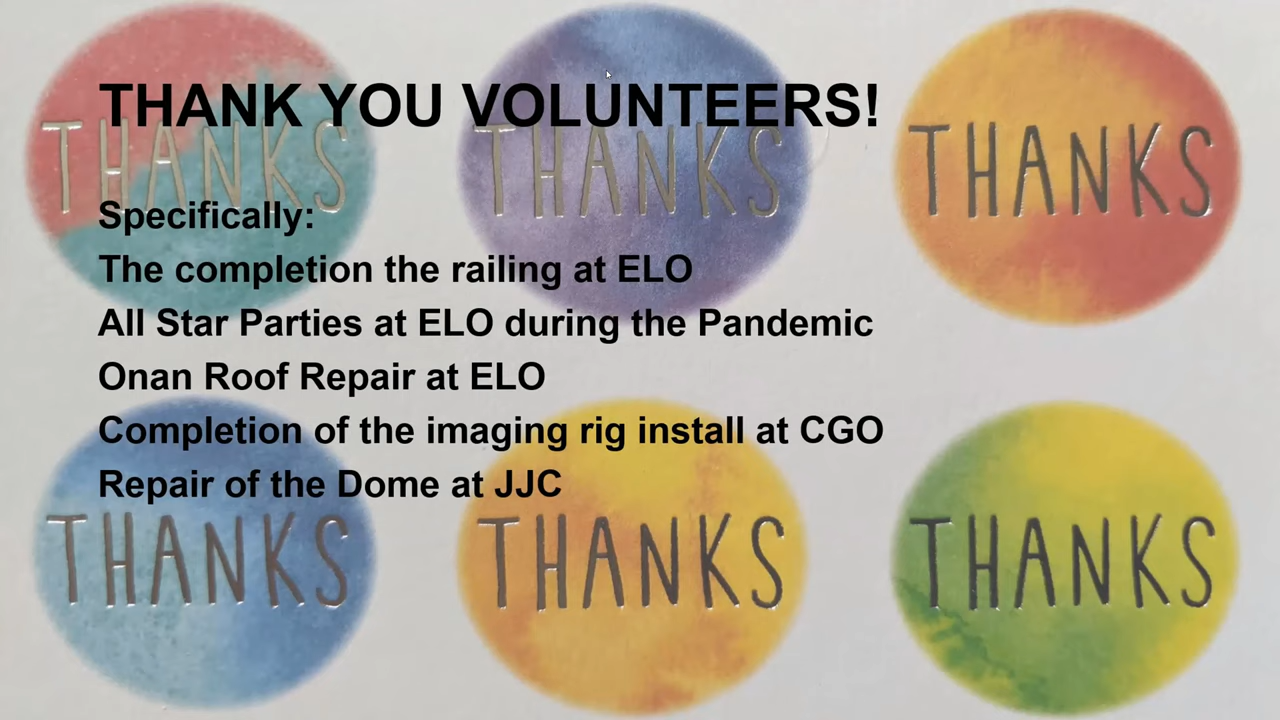 THANK YOU VOLUNTEERS!
THANKS THANKS THANKS
Specifically:
The completion the railing at ELO
All Star Parties at ELO during the Pandemic
Onan Roof Repair at ELO
Completion of the imaging rig install at CGO
Repair of the Dome at JJC
THANKS THANKS THANKS